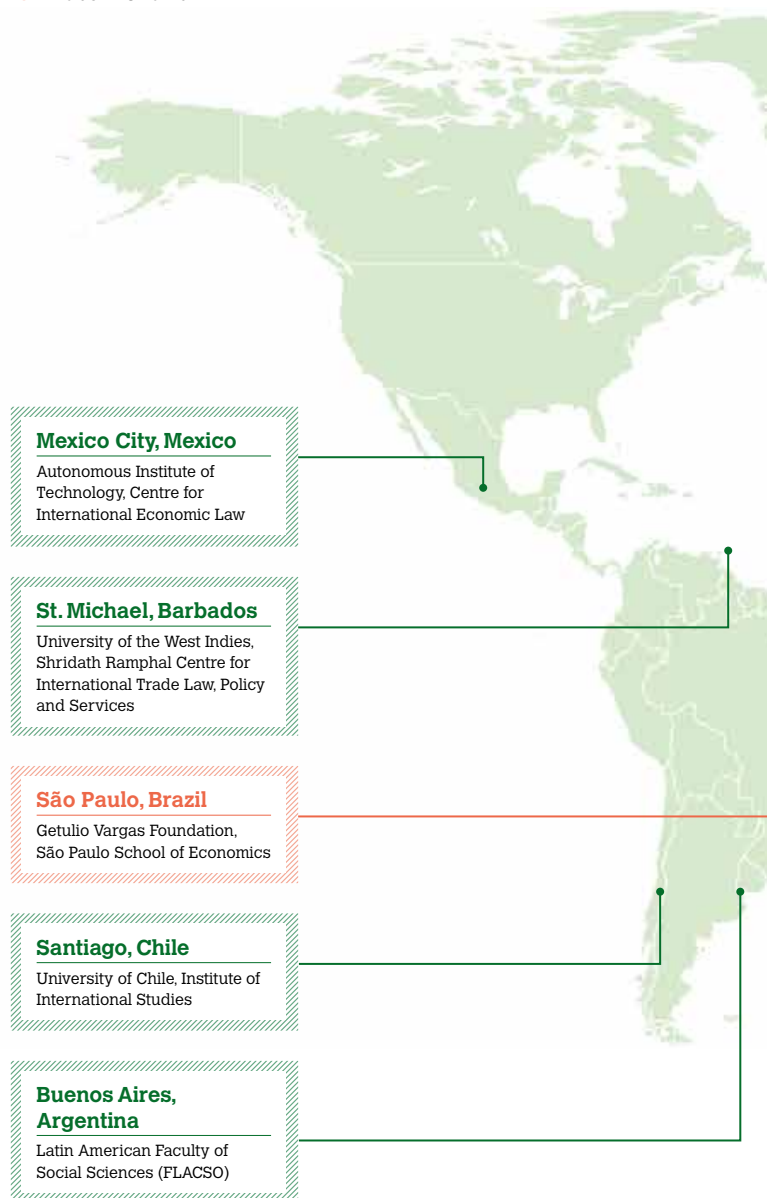 Mexico City, Mexico
Autonomous Institute of
Technology, Centre for
International Economic Law
St. Michael, Barbados
University of the West Indies,
Shridath Ramphal Centre for
International Trade Law, Policy
and Services
São Paulo, Brazil
Getulio Vargas Foundation,
São Paulo School of Economics
Santiago, Chile
University of Chile, Institute of
International Studies
Buenos Aires,
Argentina
Latin American Faculty of
Social Sciences (FLACSO)